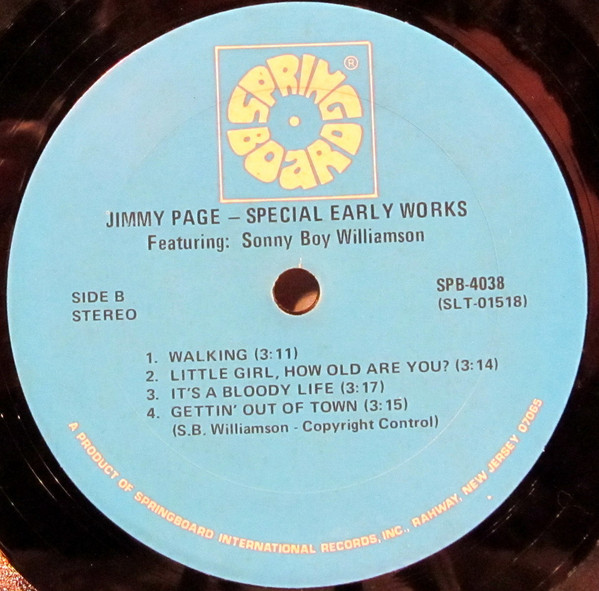 SPRINGBOARD
®
JIMMY PAGE – SPECIAL EARLY WORKS
Featuring: Sonny Boy Williamson
SIDE B
STEREO
SPB-4038
(SLT-01518)
1. WALKING (3:11)
2. LITTLE GIRL, HOW OLD ARE YOU? (3:14)
3. IT'S A BLOODY LIFE (3:17)
4. GETTIN' OUT OF TOWN (3:15)
(S.B. Williamson - Copyright Control)
A PRODUCT OF SPRINGBOARD INTERNATIONAL RECORDS, INC., RAHWAY, NEW JERSEY 07065